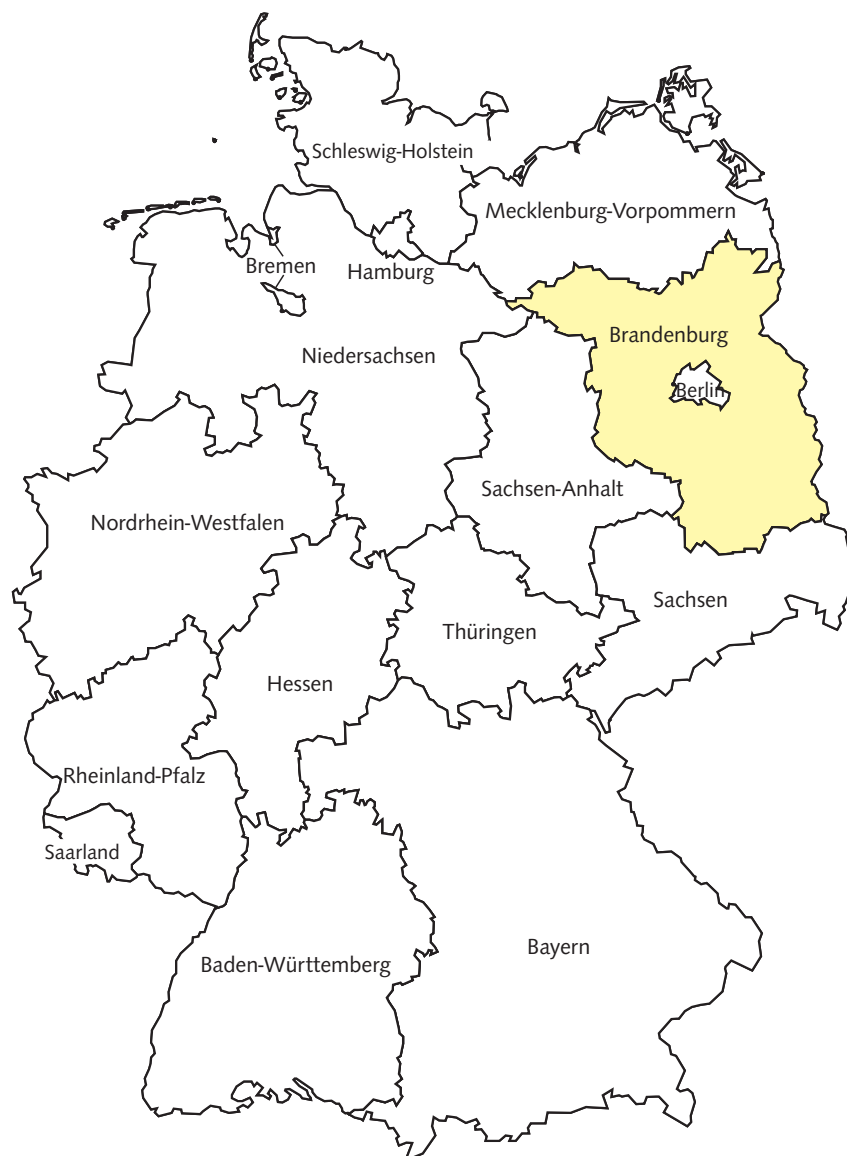 Schleswig-Holstein
Mecklenburg-Vorpommern
Bremen
Hamburg
Brandenburg
Niedersachsen
Berlin
Sachsen-Anhalt
Nordrhein-Westfalen
Sachsen
Thüringen
Hessen
Rheinland-Pfalz
Saarland
Bayern
Baden-Württemberg